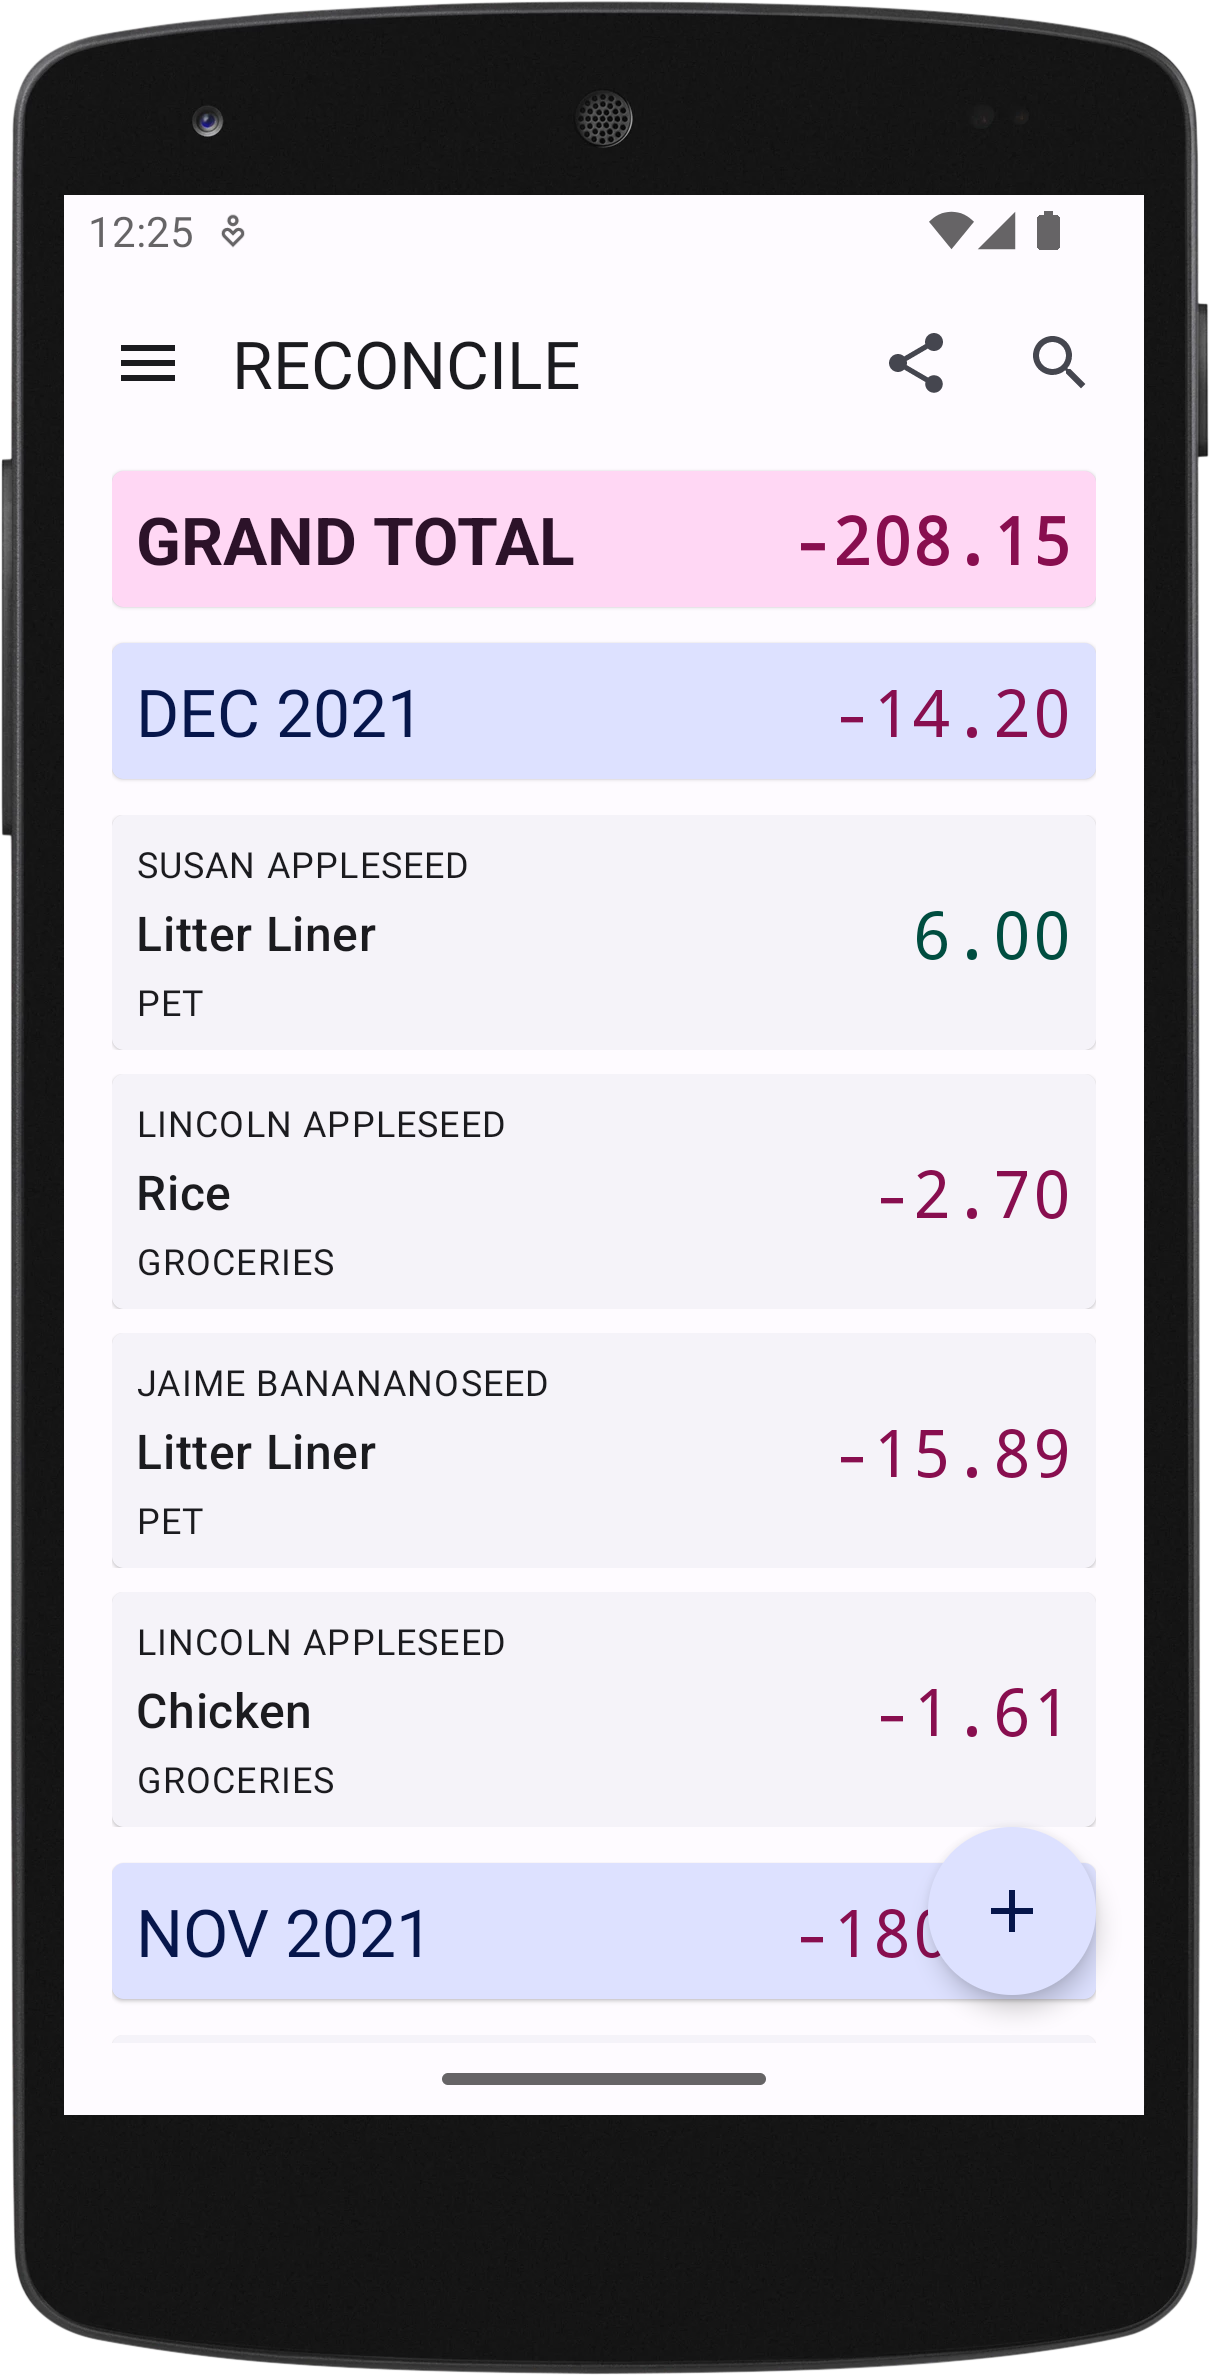 12:25
RECONCILE
GRAND TOTAL -208.15
DEC 2021 -14.20
SUSAN APPLESEED
Litter Liner 6.00
PET
LINCOLN APPLESEED
Rice -2.70
GROCERIES
JAIME BANANANOSEED
Litter Liner -15.89
PET
LINCOLN APPLESEED
Chicken -1.61
GROCERIES
NOV 2021